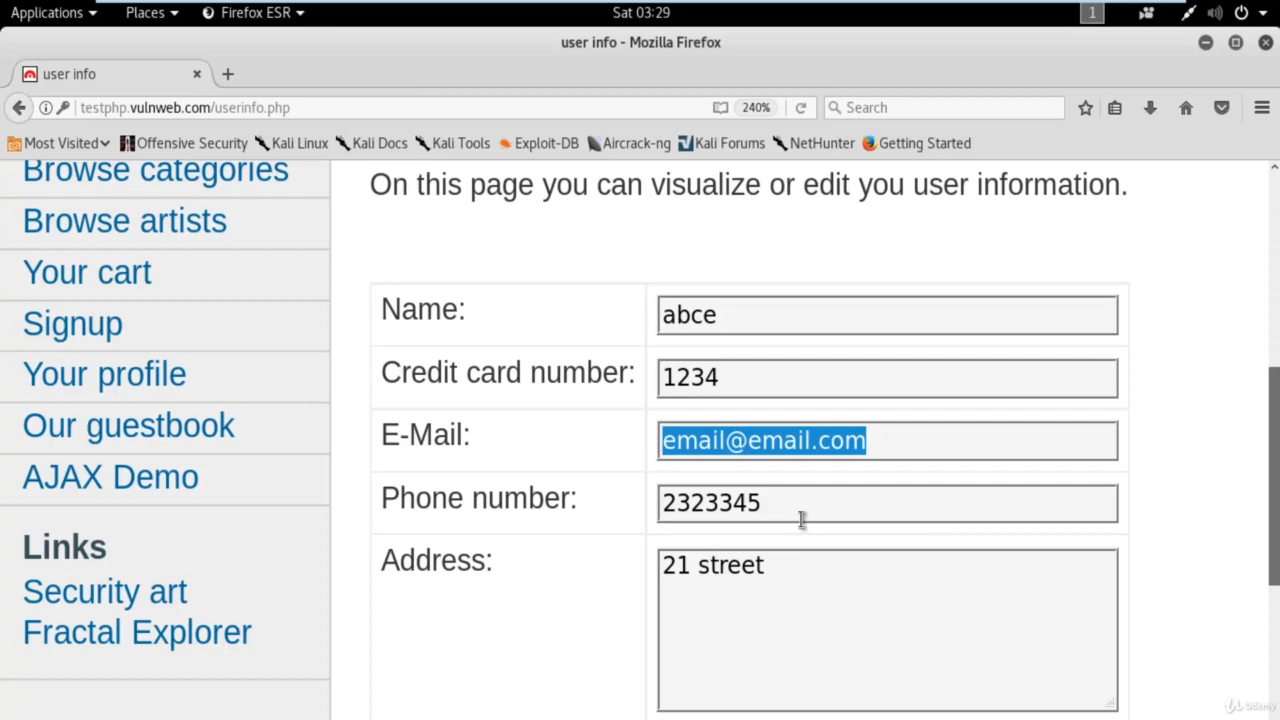 Applications Places Firefox ESR Sat 03:29 1
user info - Mozilla Firefox
user info
testphp.vulnweb.com/userinfo.php 240% Search
Most Visited Offensive Security Kali Linux Kali Docs Kali Tools Exploit-DB Aircrack-ng Kali Forums NetHunter Getting Started
Browse categories
Browse artists
Your cart
Signup
Your profile
Our guestbook
AJAX Demo
Links
Security art
Fractal Explorer
On this page you can visualize or edit you user information.
Name: abce
Credit card number: 1234
E-Mail: email@email.com
Phone number: 2323345
Address: 21 street
Udemy